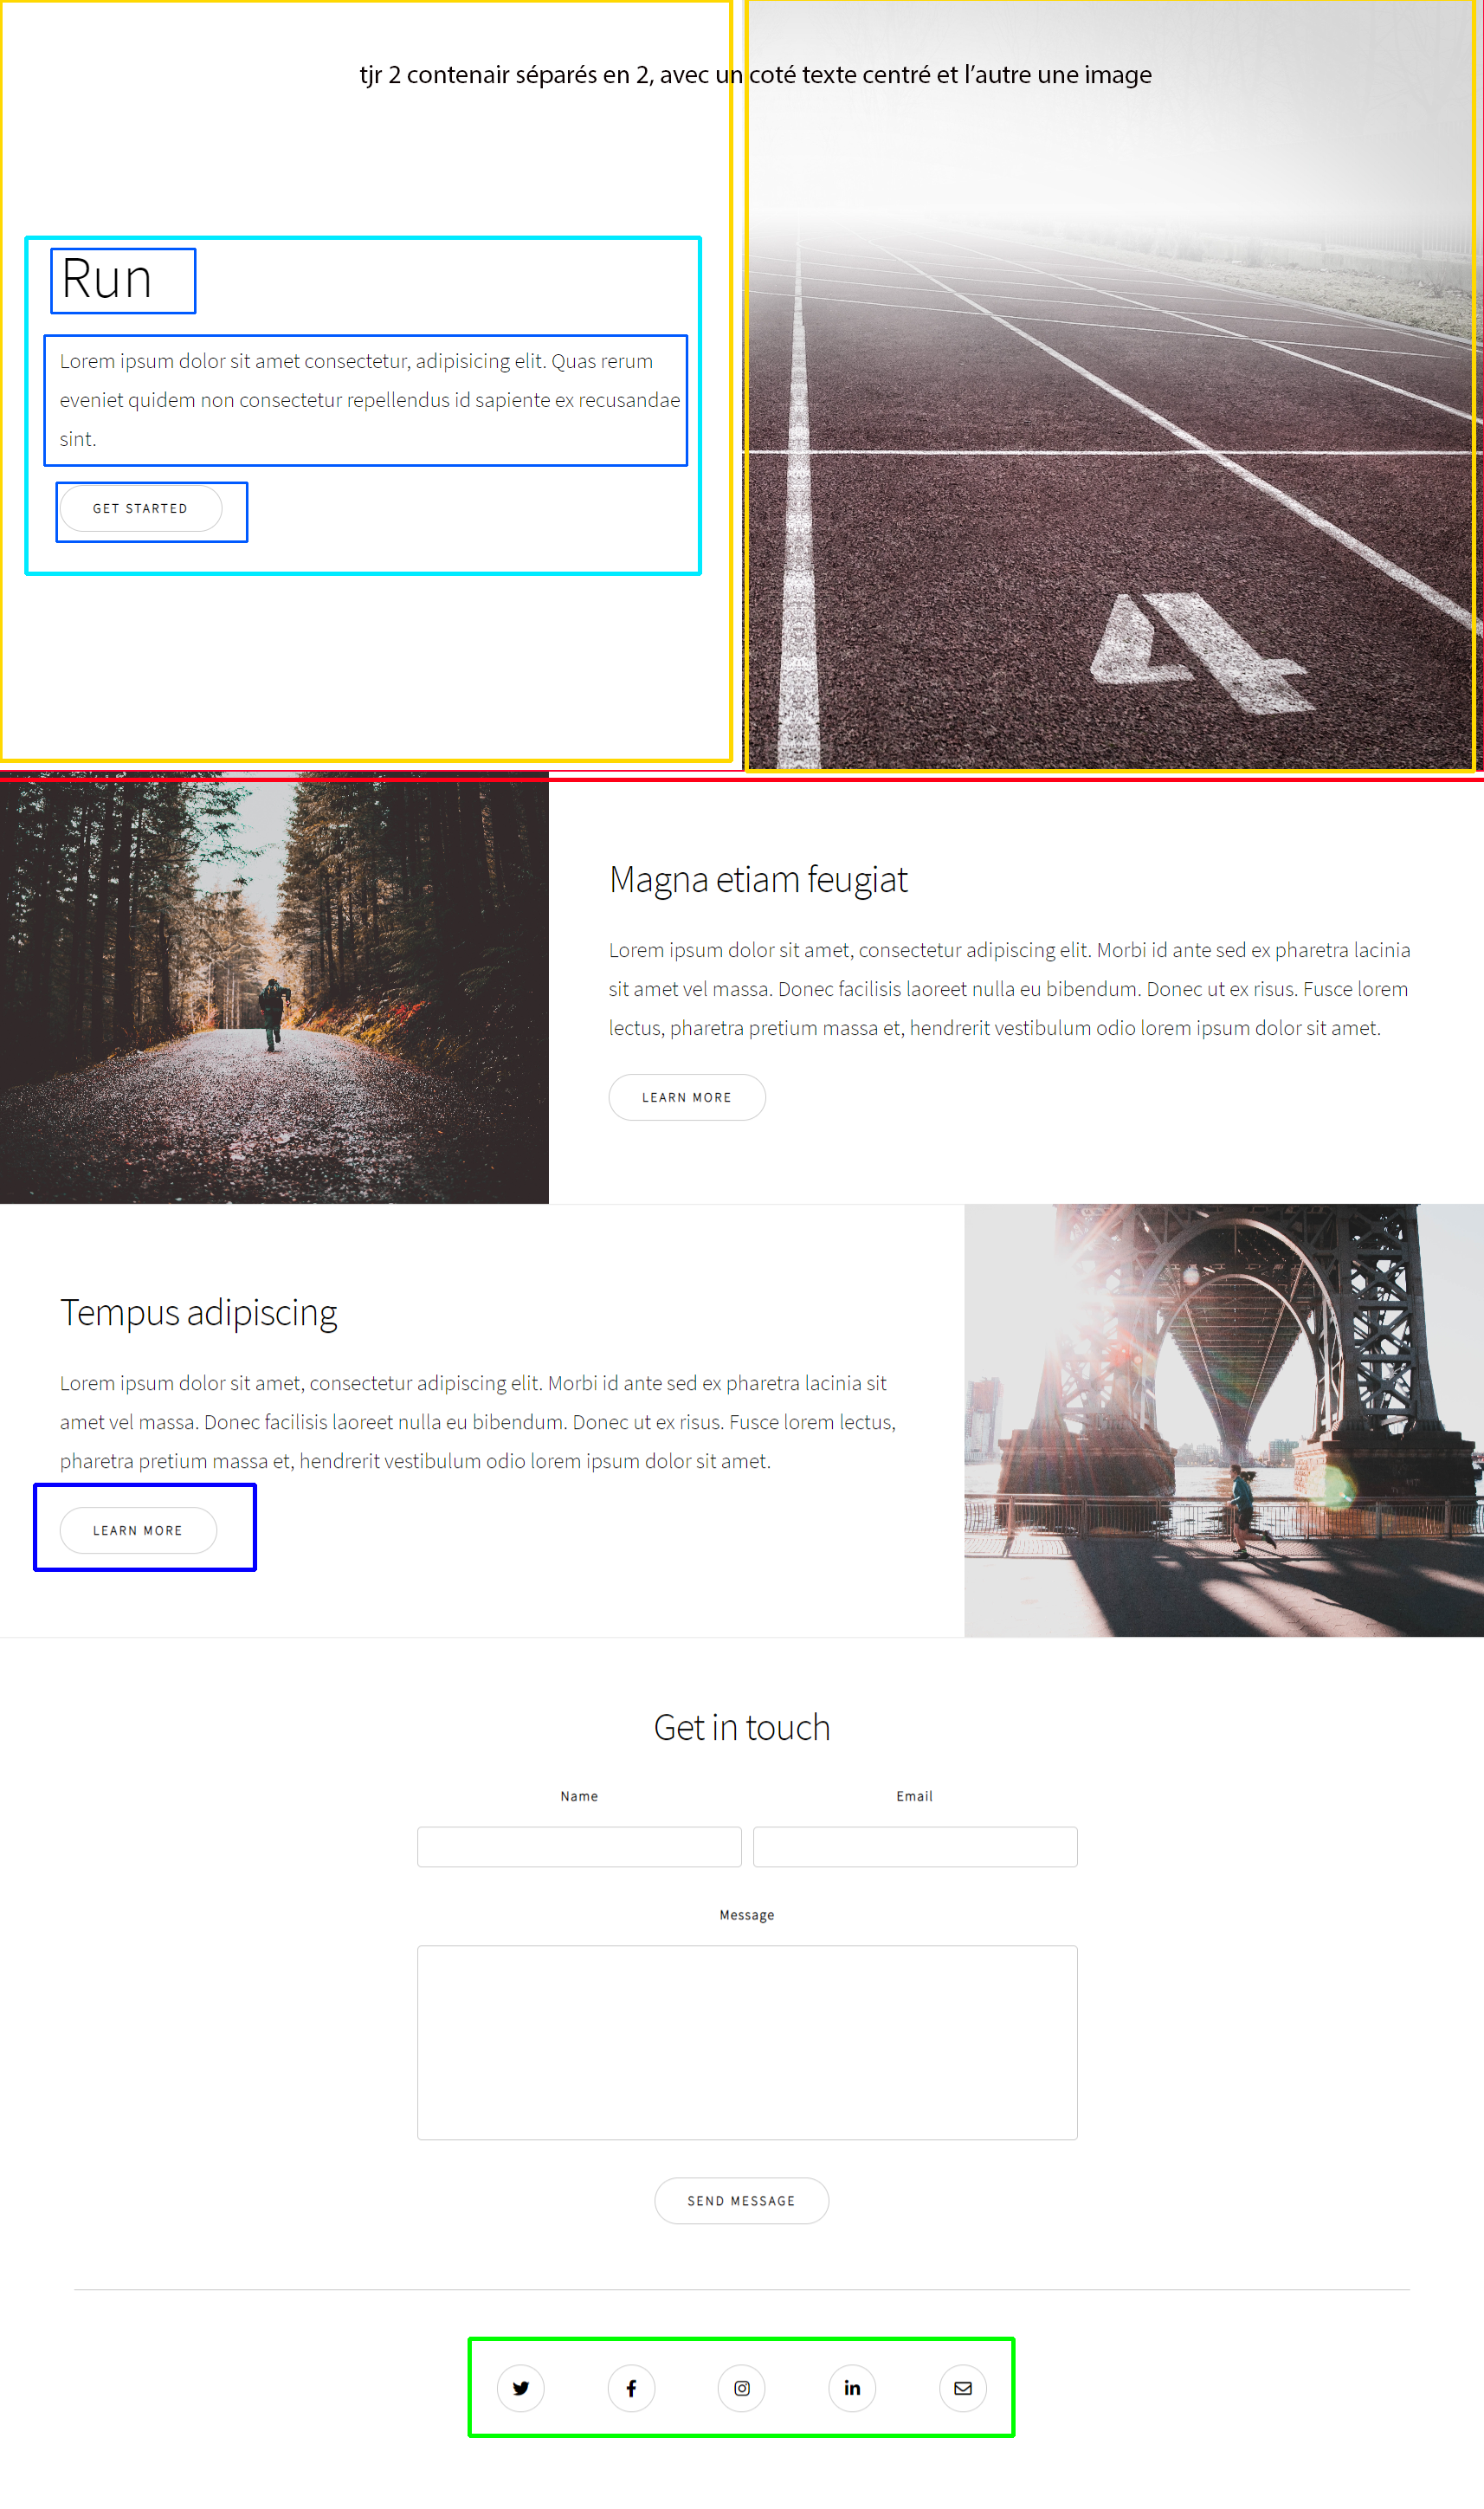 tjr 2 contenair séparés en 2, avec un coté texte centré et l’autre une image
Run
Lorem ipsum dolor sit amet consectetur, adipisicing elit. Quas rerum
eveniet quidem non consectetur repellendus id sapiente ex recusandae
sint.
GET STARTED
4
Magna etiam feugiat
Lorem ipsum dolor sit amet, consectetur adipiscing elit. Morbi id ante sed ex pharetra lacinia
sit amet vel massa. Donec facilisis laoreet nulla eu bibendum. Donec ut ex risus. Fusce lorem
lectus, pharetra pretium massa et, hendrerit vestibulum odio lorem ipsum dolor sit amet.
LEARN MORE
Tempus adipiscing
Lorem ipsum dolor sit amet, consectetur adipiscing elit. Morbi id ante sed ex pharetra lacinia sit
amet vel massa. Donec facilisis laoreet nulla eu bibendum. Donec ut ex risus. Fusce lorem lectus,
pharetra pretium massa et, hendrerit vestibulum odio lorem ipsum dolor sit amet.
LEARN MORE
Get in touch
Name
Email
Message
SEND MESSAGE